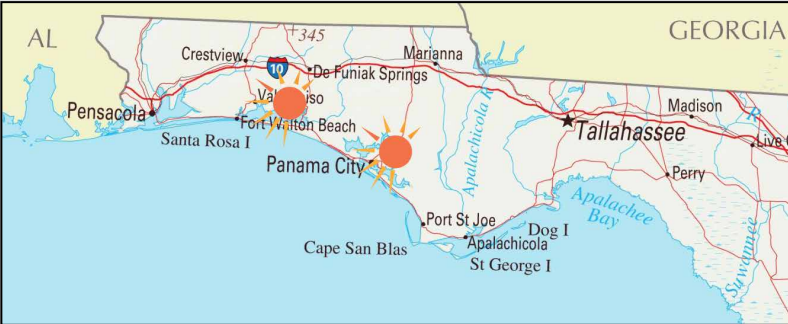 AL
GEORGIA
+345
Crestview
10
Marianna
De Funiak Springs
Pensacola
Fort Walton Beach
Santa Rosa I
Panama City
Apalachicola R
Tallahassee
Madison
Live
Perry
Apalachee
Bay
Suwannee
Port St Joe
Dog I
Apalachicola
Cape San Blas
St George I